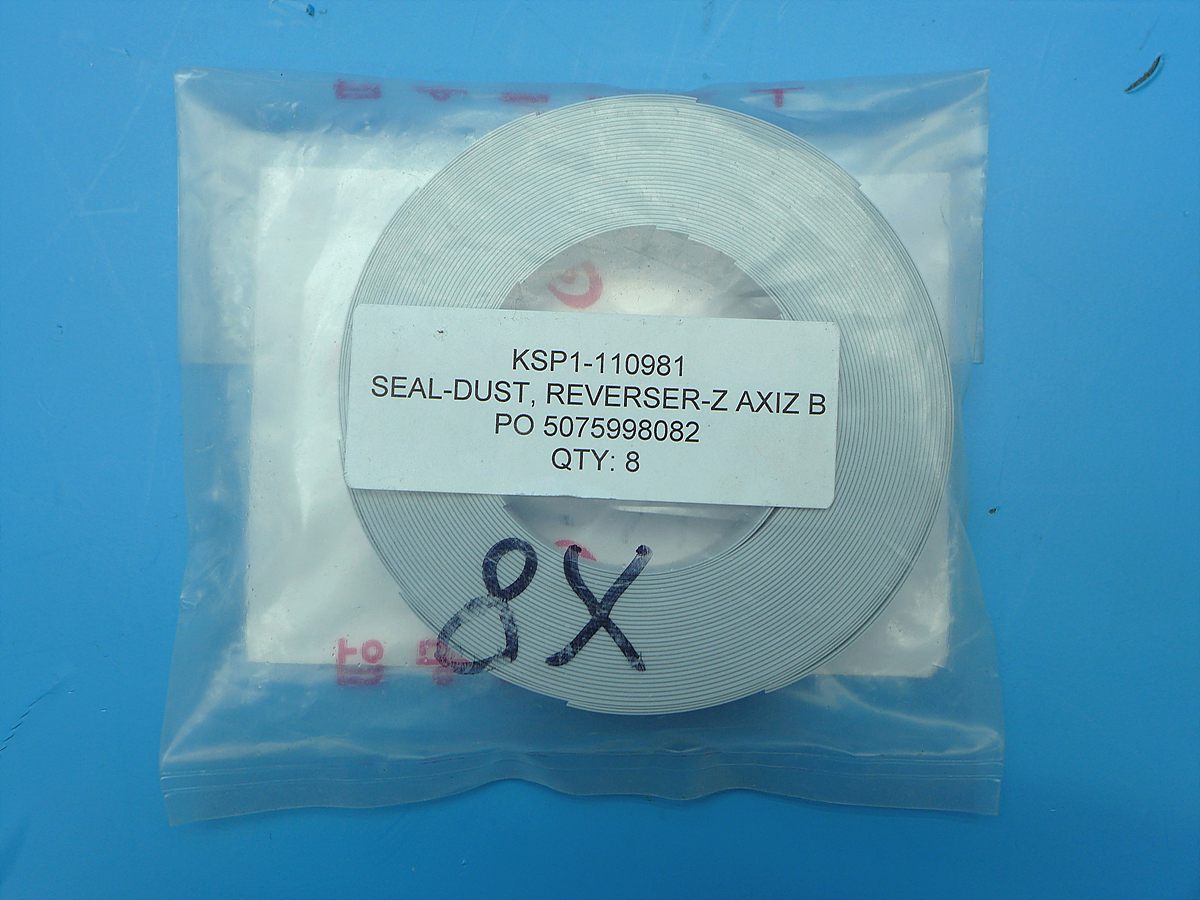 KSP1-110981
SEAL-DUST, REVERSER-Z AXIZ B
PO 5075998082
QTY: 8
8X